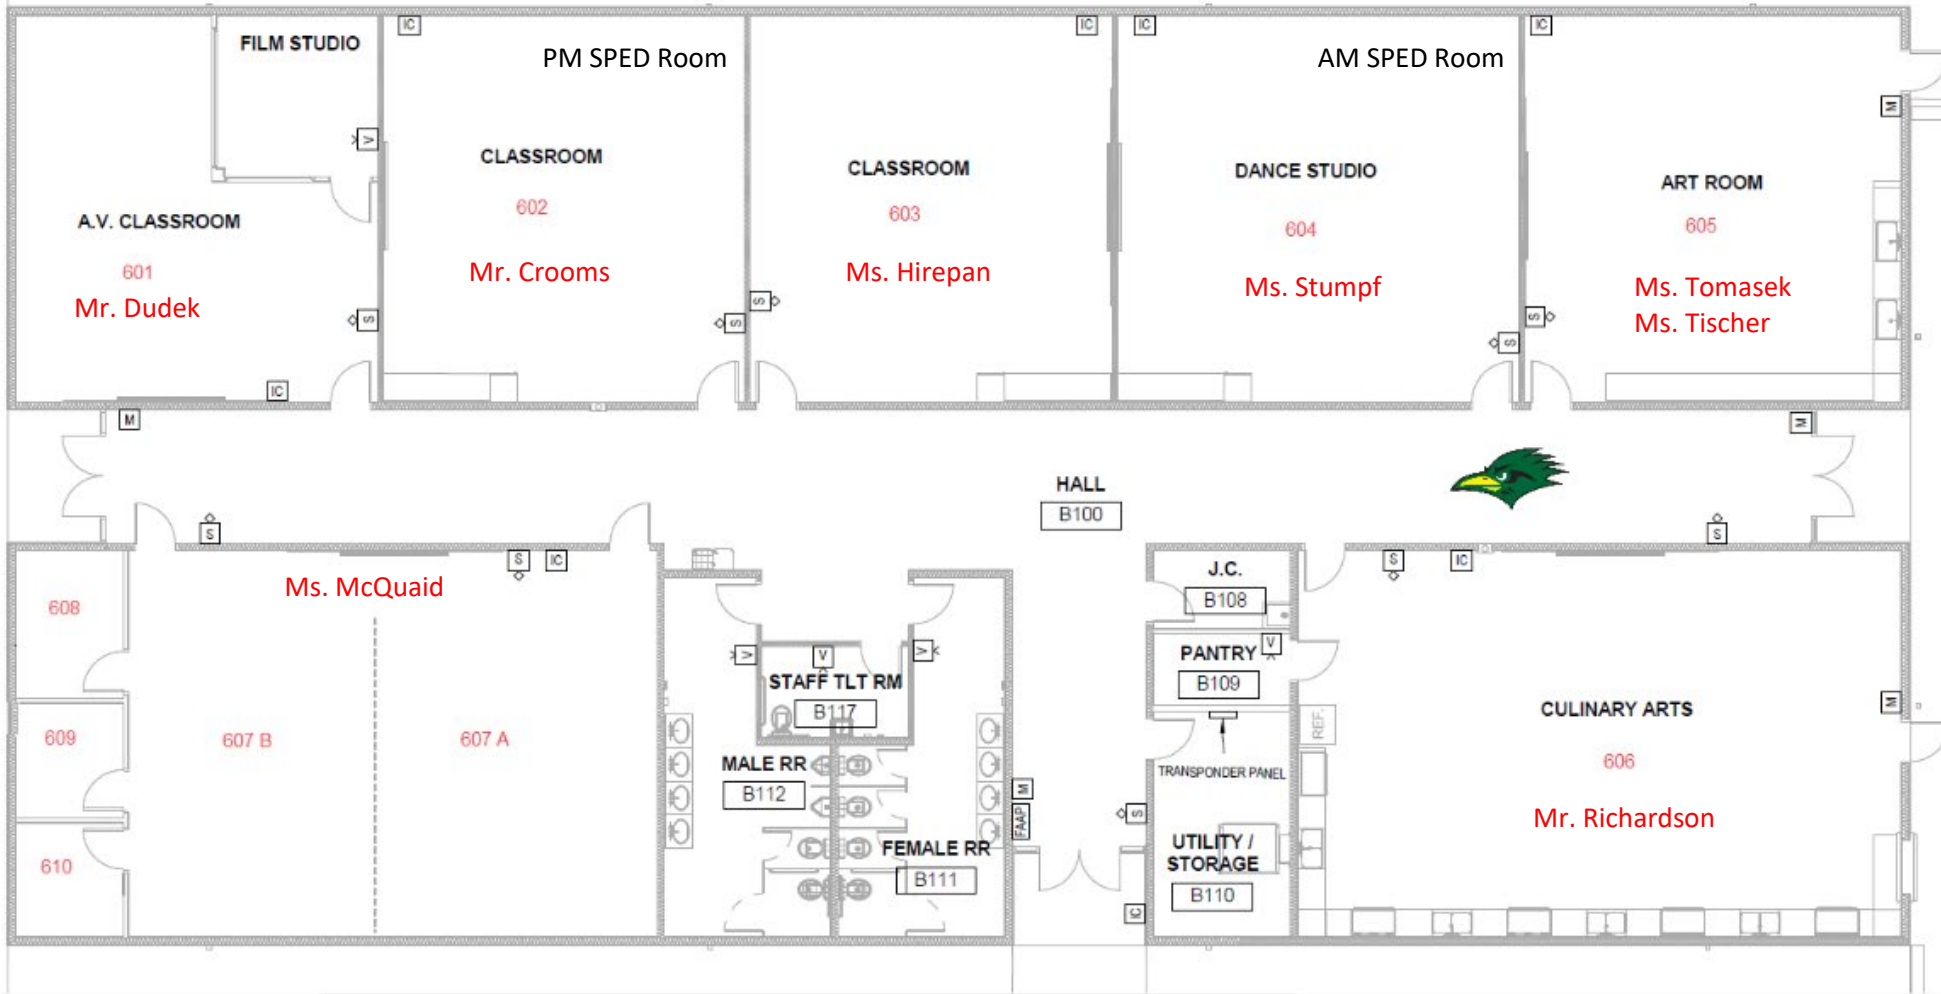 IC
IC
IC
IC
FILM STUDIO
PM SPED Room
AM SPED Room
M
V
CLASSROOM
CLASSROOM
DANCE STUDIO
ART ROOM
602
603
604
605
A.V. CLASSROOM
601
Mr. Dudek
Mr. Crooms
Ms. Hirepan
Ms. Stumpf
Ms. Tomasek
Ms. Tischer
S
S
S
S
S
IC
M
M
HALL
B100
S
S
S
IC
S
IC
Ms. McQuaid
608
J.C.
B108
V
V
V
V
STAFF TLT RM
B117
PANTRY
B109
609
607 B
607 A
CULINARY ARTS
M
REF.
606
Mr. Richardson
MALE RR
B112
TRANSPONDER PANEL
M
FAAP
S
610
FEMALE RR
B111
UTILITY /
STORAGE
B110
IC